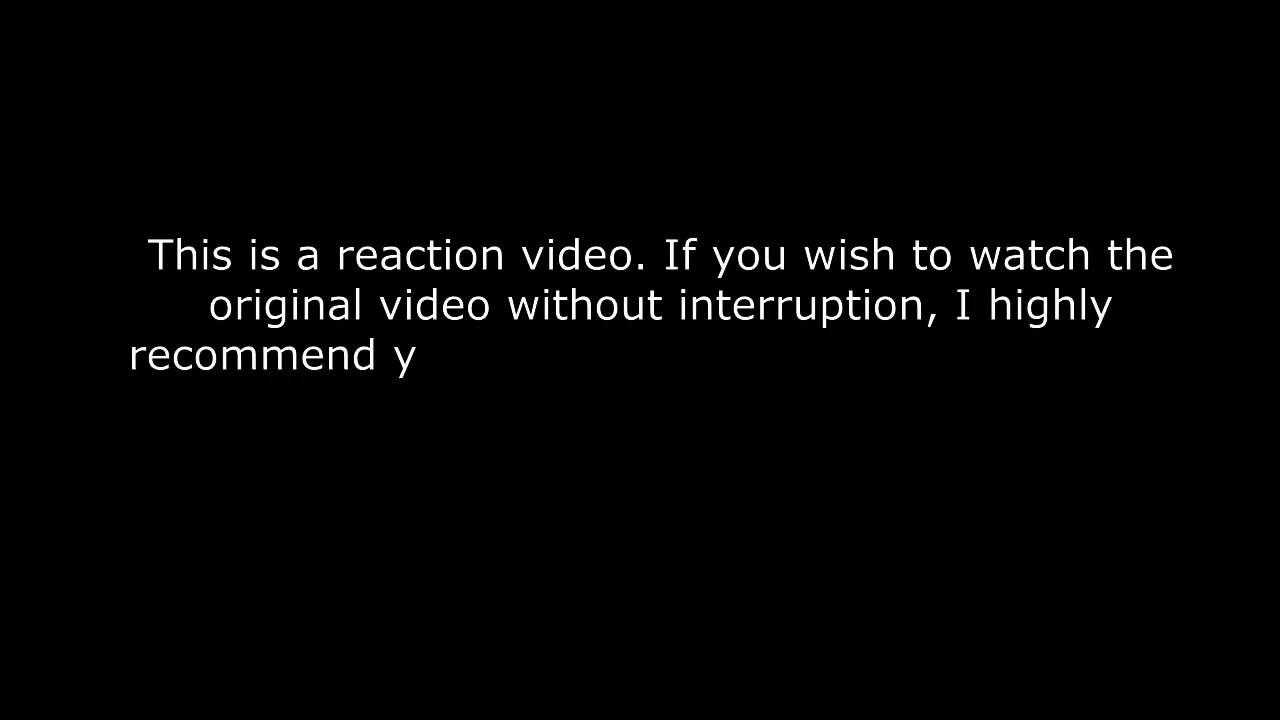 This is a reaction video. If you wish to watch the
original video without interruption, I highly
recommend y